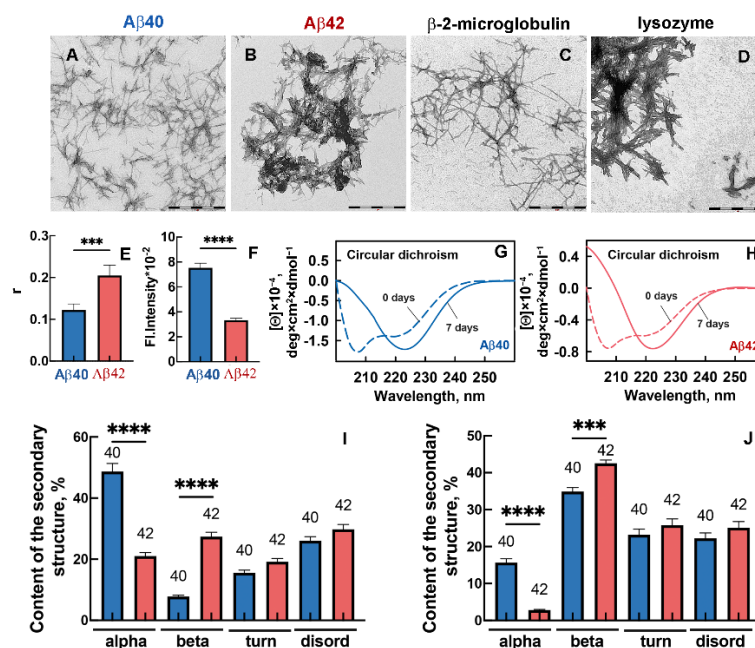 Aβ40
Aβ42
β-2-microglobulin
lysozyme
A
B
C
D
E
***
r
0.3
0.2
0.1
0.0
Aβ40 Λβ42
F
****
Fl.Intensity*10-2
10
8
6
4
2
0
Aβ40 Λβ42
G
Circular dichroism
[Θ]×10⁻⁴,
deg×cm²×dmol⁻¹
0
-0.5
-1.0
-1.5
0 days
7 days
Aβ40
210 220 230 240 250
Wavelength, nm
H
Circular dichroism
[Θ]×10⁻⁴,
deg×cm²×dmol⁻¹
0.4
0
-0.4
-0.8
0 days
7 days
Aβ42
210 220 230 240 250
Wavelength, nm
I
Content of the secondary
structure, %
60
40
20
0
****
****
40 42 40 42 40 42 40 42
alpha beta turn disord
J
Content of the secondary
structure, %
50
40
30
20
10
0
****
***
40 42 40 42 40 42 40 42
alpha beta turn disord